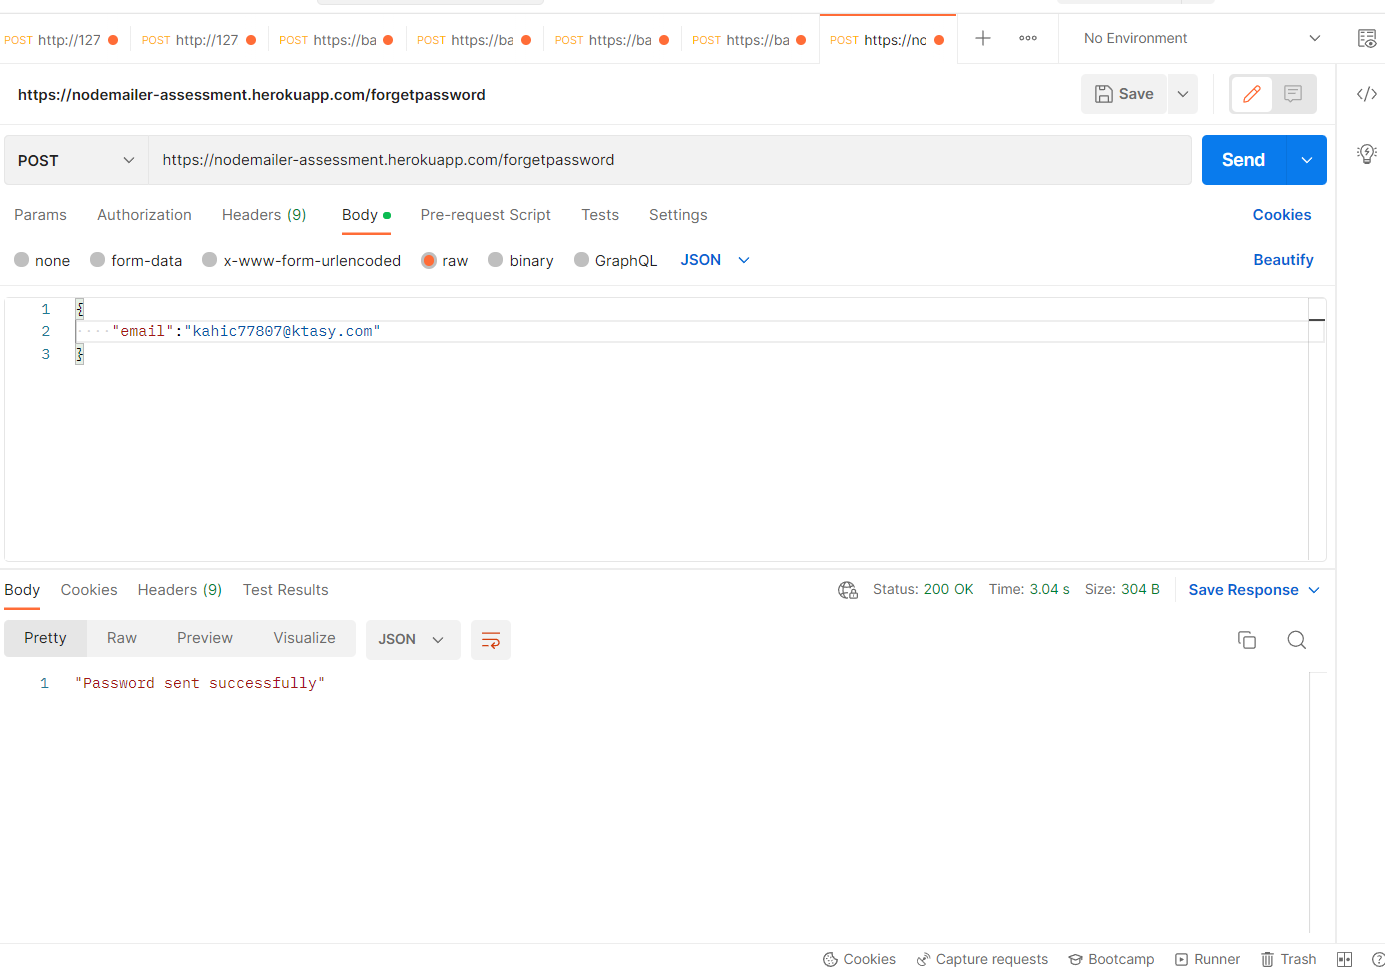 POST http://127 POST http://127 POST https://ba POST https://ba POST https://ba POST https://ba POST https://no No Environment
https://nodemailer-assessment.herokuapp.com/forgetpassword Save
POST https://nodemailer-assessment.herokuapp.com/forgetpassword Send
Params Authorization Headers (9) Body Pre-request Script Tests Settings Cookies
none form-data x-www-form-urlencoded raw binary GraphQL JSON Beautify
1 {
2 "email":"kahic77807@ktasy.com"
3 }
Body Cookies Headers (9) Test Results Status: 200 OK Time: 3.04 s Size: 304 B Save Response
Pretty Raw Preview Visualize JSON
1 "Password sent successfully"
Cookies Capture requests Bootcamp Runner Trash